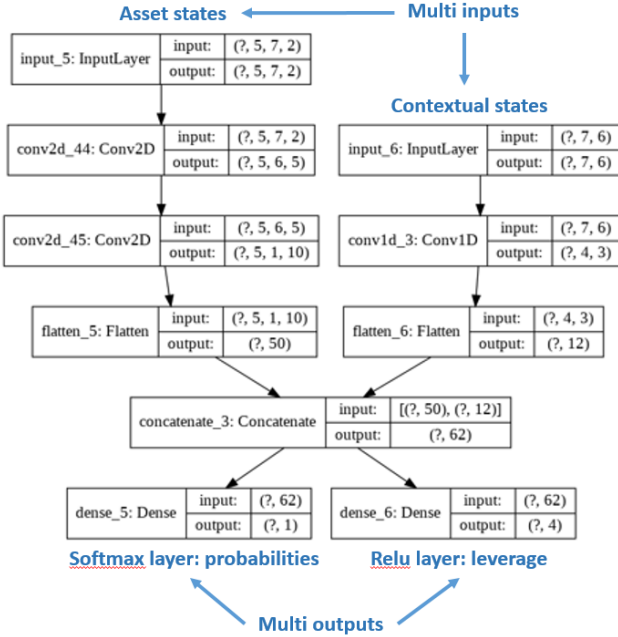 Asset states
Multi inputs
input_5: InputLayer
input: (?, 5, 7, 2)
output: (?, 5, 7, 2)
Contextual states
conv2d_44: Conv2D
input: (?, 5, 7, 2)
output: (?, 5, 6, 5)
input_6: InputLayer
input: (?, 7, 6)
output: (?, 7, 6)
conv2d_45: Conv2D
input: (?, 5, 6, 5)
output: (?, 5, 1, 10)
conv1d_3: Conv1D
input: (?, 7, 6)
output: (?, 4, 3)
flatten_5: Flatten
input: (?, 5, 1, 10)
output: (?, 50)
flatten_6: Flatten
input: (?, 4, 3)
output: (?, 12)
concatenate_3: Concatenate
input: [(?, 50), (?, 12)]
output: (?, 62)
dense_5: Dense
input: (?, 62)
output: (?, 1)
dense_6: Dense
input: (?, 62)
output: (?, 4)
Softmax layer: probabilities
Relu layer: leverage
Multi outputs